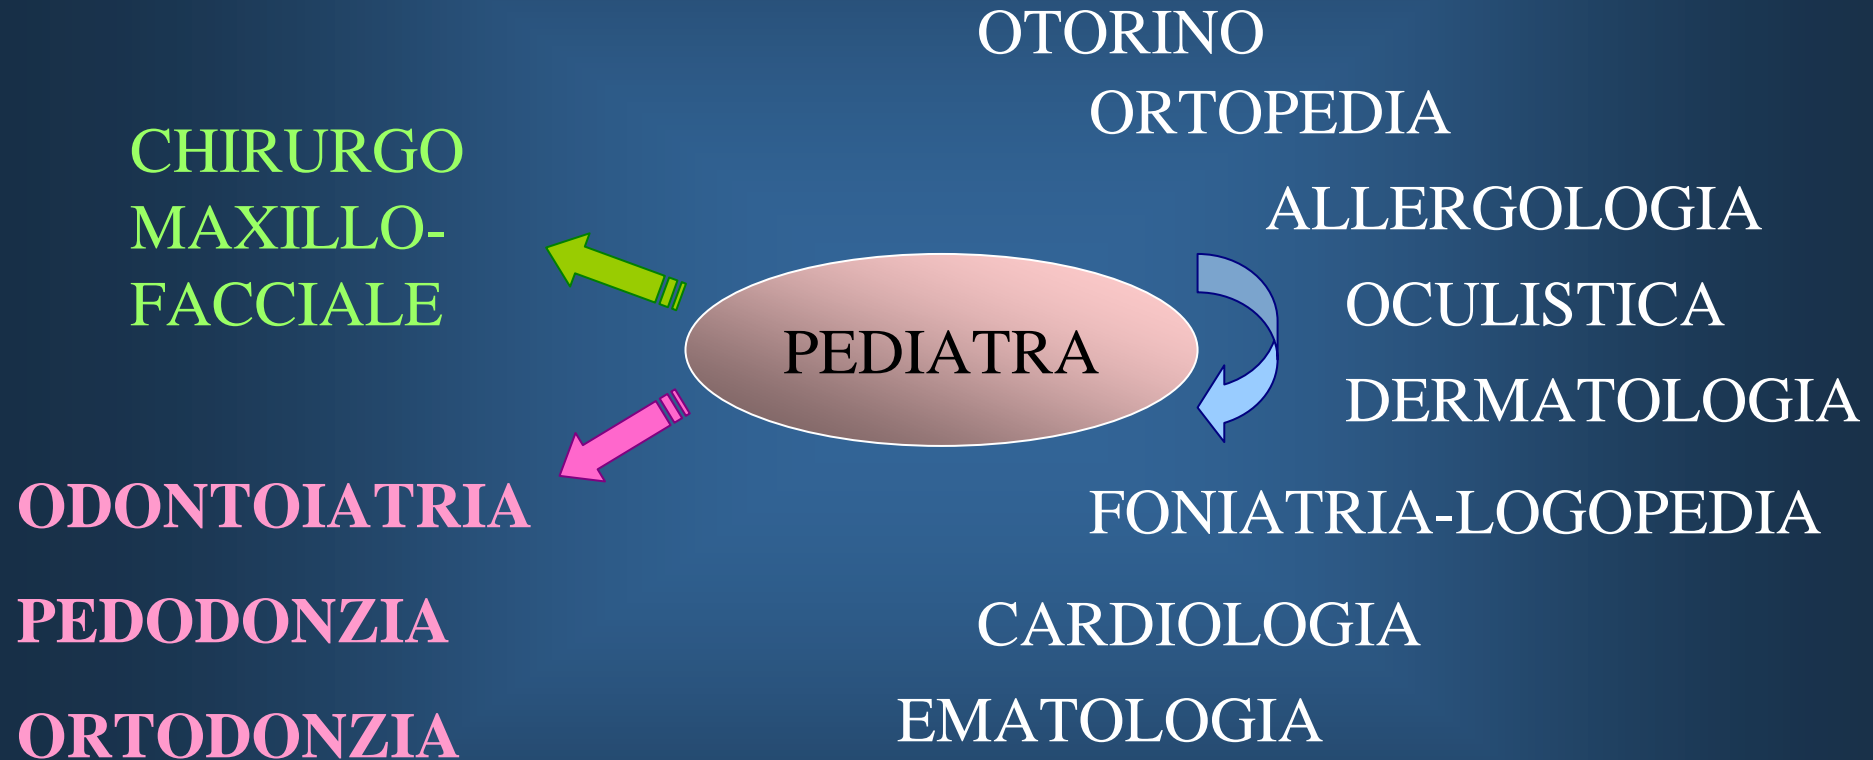 OTORINO
ORTOPEDIA
CHIRURGO
MAXILLO-
FACCIALE
ALLERGOLOGIA
OCULISTICA
PEDIATRA
DERMATOLOGIA
ODONTOIATRIA
FONIATRIA-LOGOPEDIA
PEDODONZIA
CARDIOLOGIA
ORTODONZIA
EMATOLOGIA